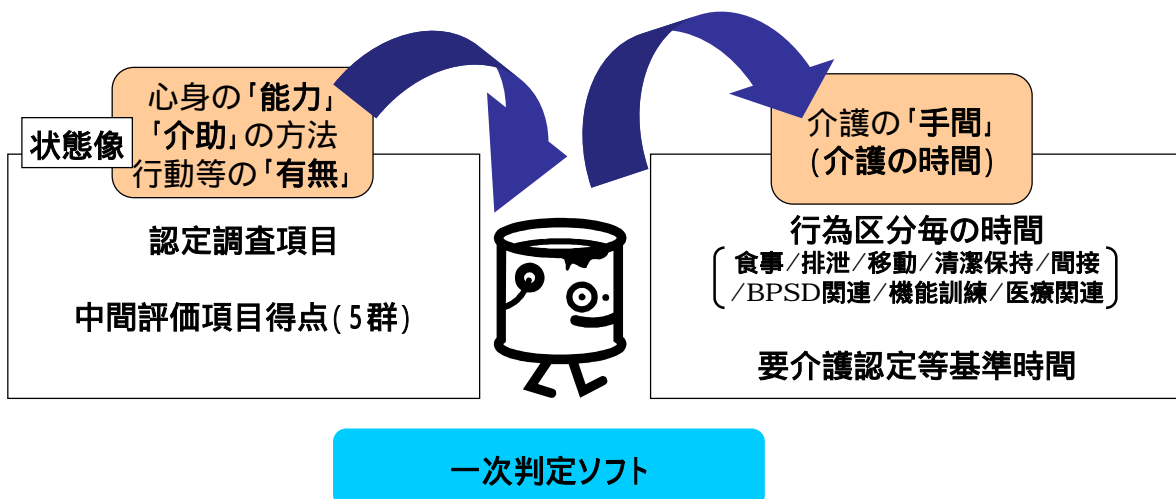 心身の「能力」
「介助」の方法
行動等の「有無」
状態像
認定調査項目
中間評価項目得点(5群)
介護の「手間」
(介護の時間)
行為区分毎の時間
食事/排泄/移動/清潔保持/間接
/BPSD関連/機能訓練/医療関連
要介護認定等基準時間
一次判定ソフト